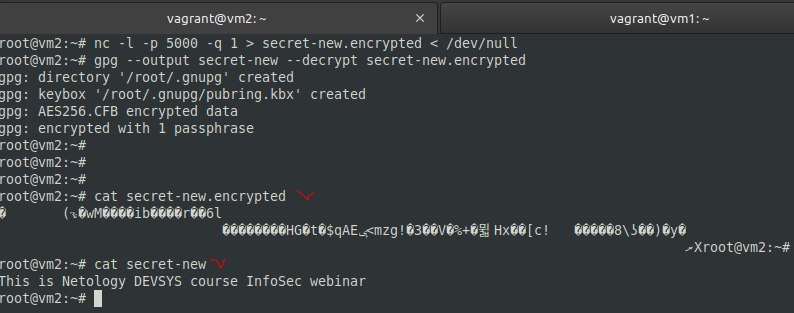 vagrant@vm2: ~ × vagrant@vm1: ~
root@vm2:~# nc -l -p 5000 -q 1 > secret-new.encrypted < /dev/null
root@vm2:~# gpg --output secret-new --decrypt secret-new.encrypted
gpg: directory '/root/.gnupg' created
gpg: keybox '/root/.gnupg/pubring.kbx' created
gpg: AES256.CFB encrypted data
gpg: encrypted with 1 passphrase
root@vm2:~#
root@vm2:~#
root@vm2:~#
root@vm2:~# cat secret-new.encrypted
�wM����ib����r��6l
��������HG�t�$qAE <mzg!�3��V�%+� Hx��[c! �����8\ ��)�y�
Xroot@vm2:~#
root@vm2:~# cat secret-new
This is Netology DEVSYS course InfoSec webinar
root@vm2:~#